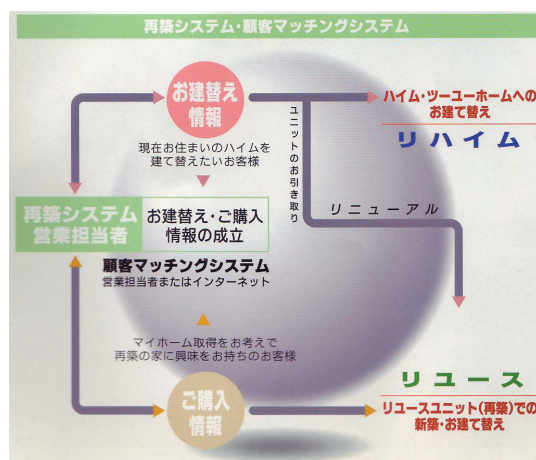 再築システム・顧客マッチングシステム
お建替え
情報
現在お住まいのハイムを
建て替えたいお客様
ユニットのお引き取り
ハイム・ツーユーホームへの
お建て替え
リハイム
リニューアル
再築システム
営業担当者
お建替え・ご購入
情報の成立
顧客マッチングシステム
営業担当者またはインターネット
マイホーム取得をお考えで
再築の家に興味をお持ちのお客様
ご購入
情報
リユース
リユースユニット(再築)での
新築・お建て替え